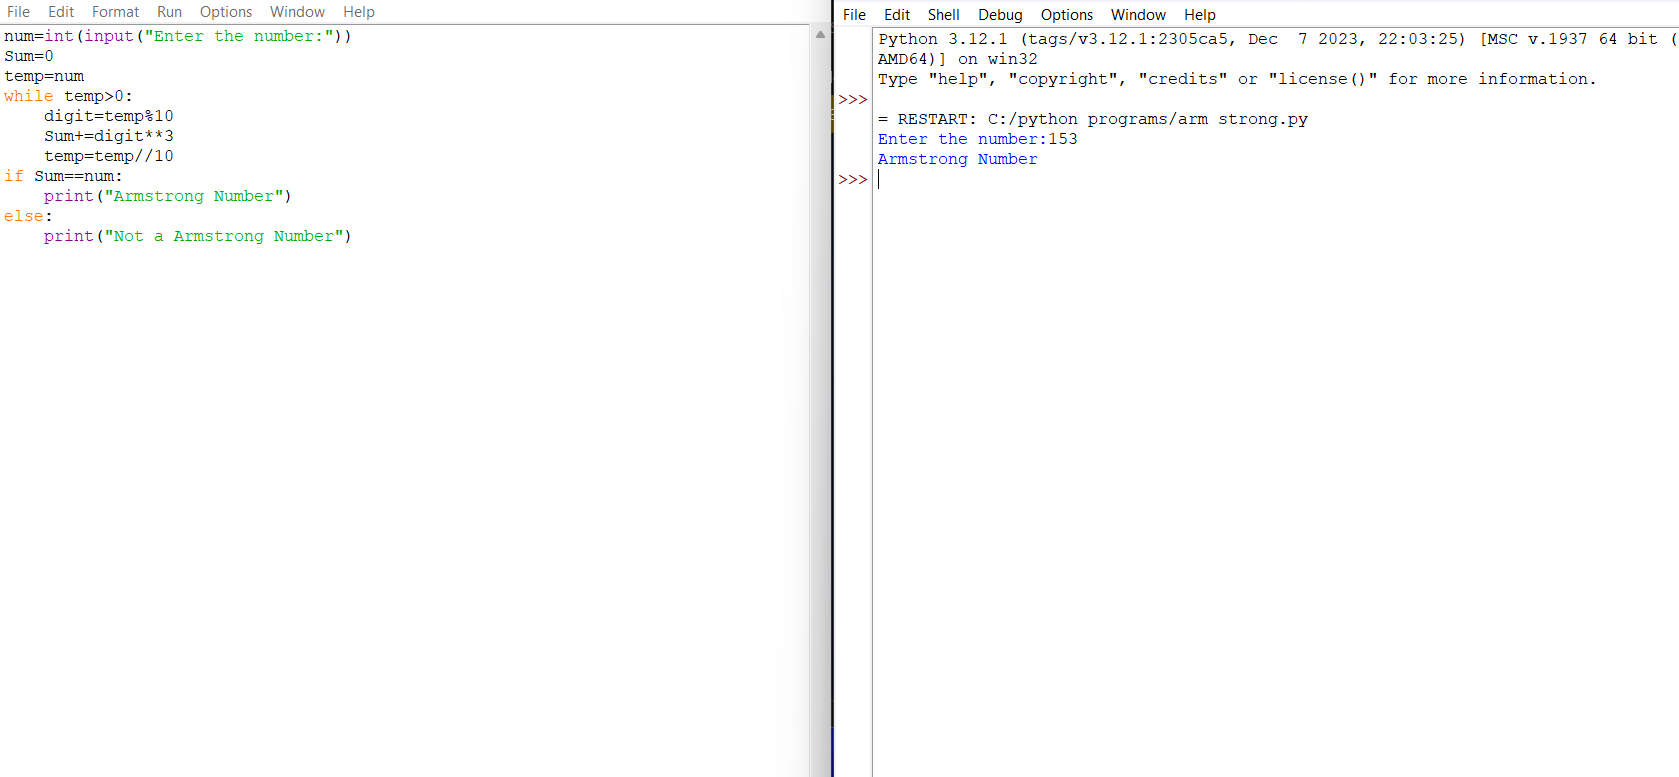 File Edit Format Run Options Window Help
num=int(input("Enter the number:"))
Sum=0
temp=num
while temp>0:
    digit=temp%10
    Sum+=digit**3
    temp=temp//10
if Sum==num:
    print("Armstrong Number")
else:
    print("Not a Armstrong Number")
File Edit Shell Debug Options Window Help
Python 3.12.1 (tags/v3.12.1:2305ca5, Dec  7 2023, 22:03:25) [MSC v.1937 64 bit (
AMD64)] on win32
Type "help", "copyright", "credits" or "license()" for more information.
>>>
= RESTART: C:/python programs/arm strong.py
Enter the number:153
Armstrong Number
>>>